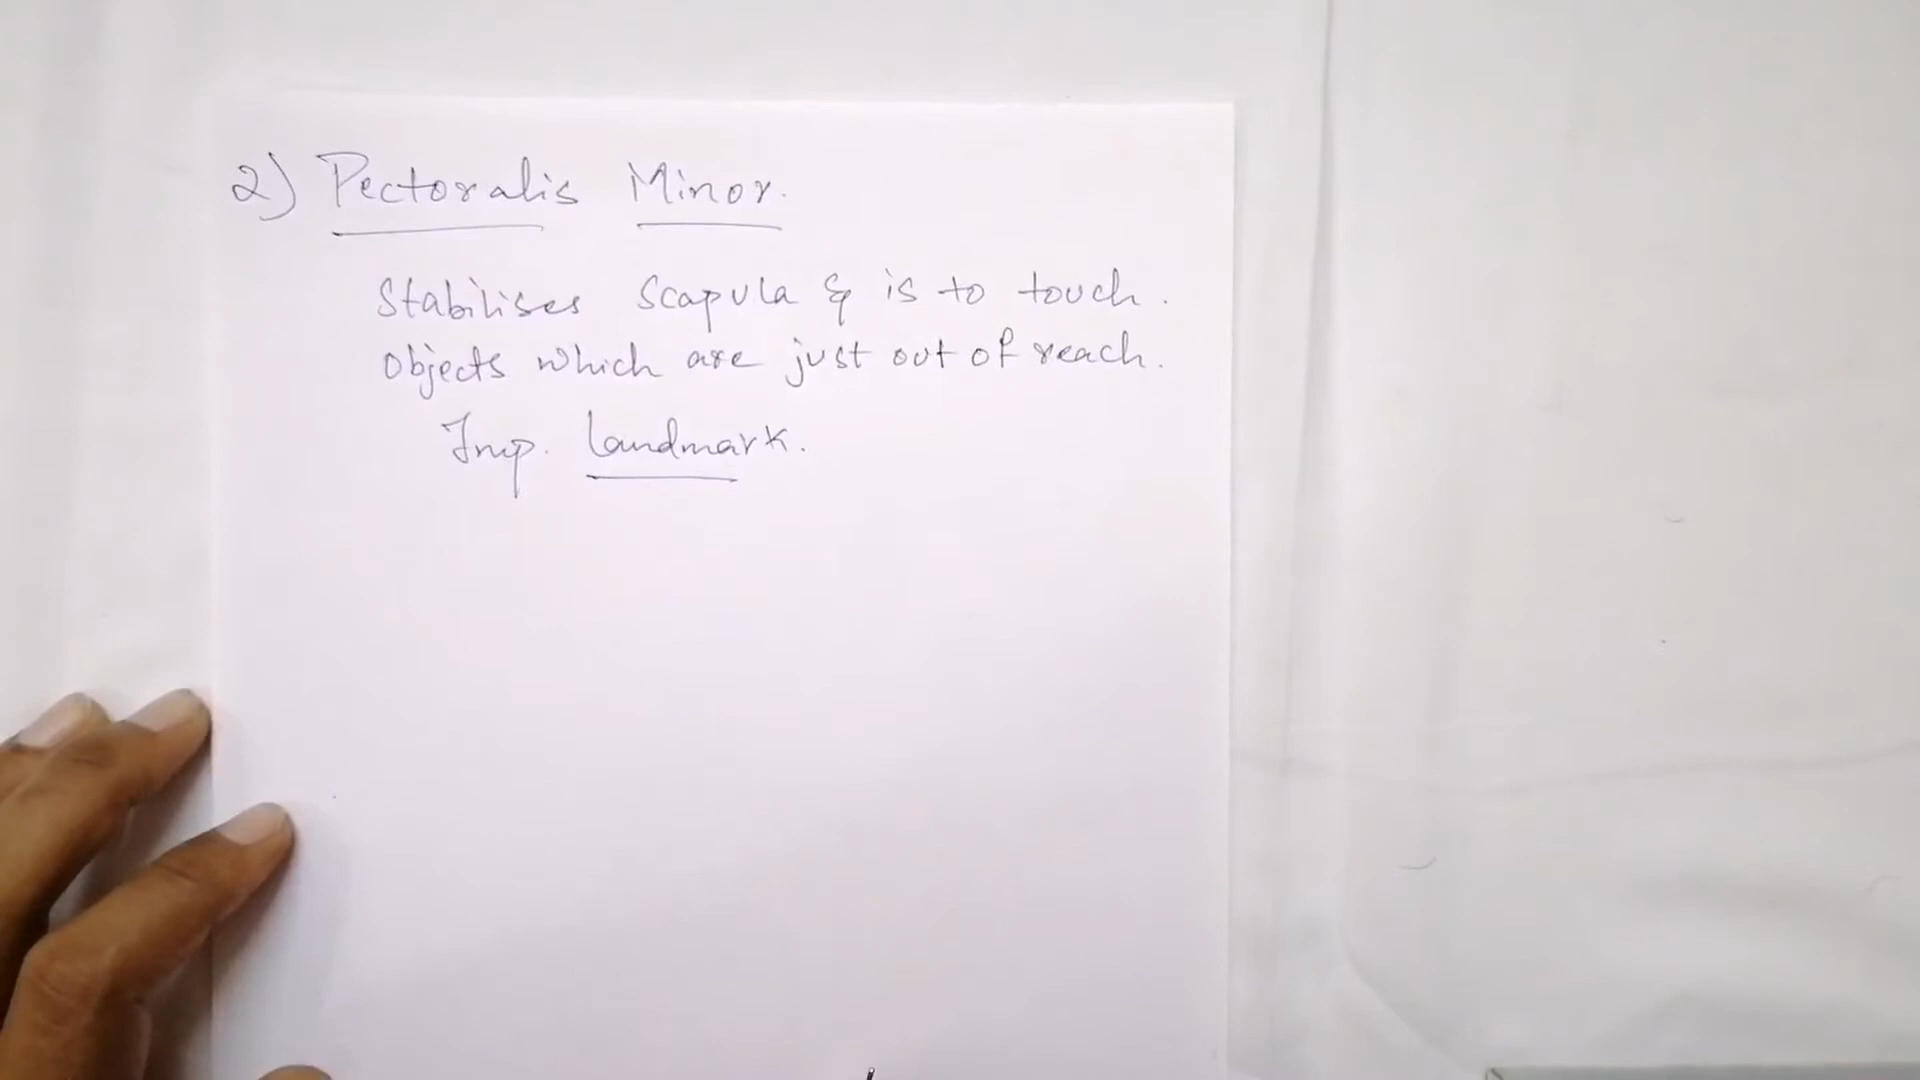 2) Pectoralis Minor.
Stabilises Scapula & is to touch.
objects which are just out of reach.
Imp. landmark.